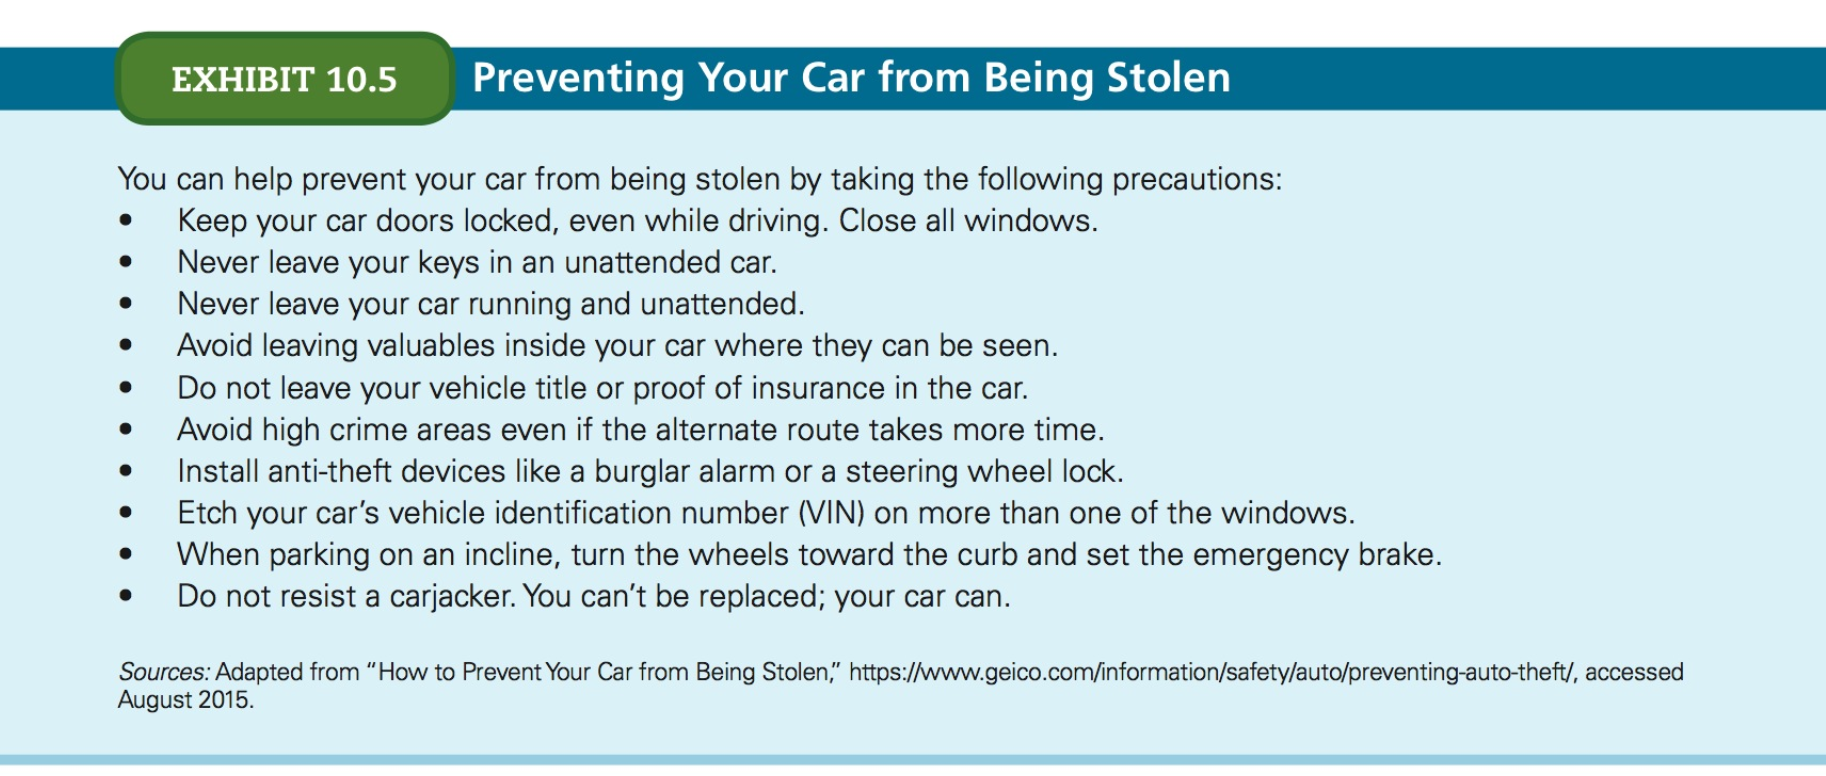 EXHIBIT 10.5 Preventing Your Car from Being Stolen
You can help prevent your car from being stolen by taking the following precautions:
• Keep your car doors locked, even while driving. Close all windows.
• Never leave your keys in an unattended car.
• Never leave your car running and unattended.
• Avoid leaving valuables inside your car where they can be seen.
• Do not leave your vehicle title or proof of insurance in the car.
• Avoid high crime areas even if the alternate route takes more time.
• Install anti-theft devices like a burglar alarm or a steering wheel lock.
• Etch your car’s vehicle identification number (VIN) on more than one of the windows.
• When parking on an incline, turn the wheels toward the curb and set the emergency brake.
• Do not resist a carjacker. You can’t be replaced; your car can.
Sources: Adapted from “How to Prevent Your Car from Being Stolen,” https://www.geico.com/information/safety/auto/preventing-auto-theft/, accessed
August 2015.